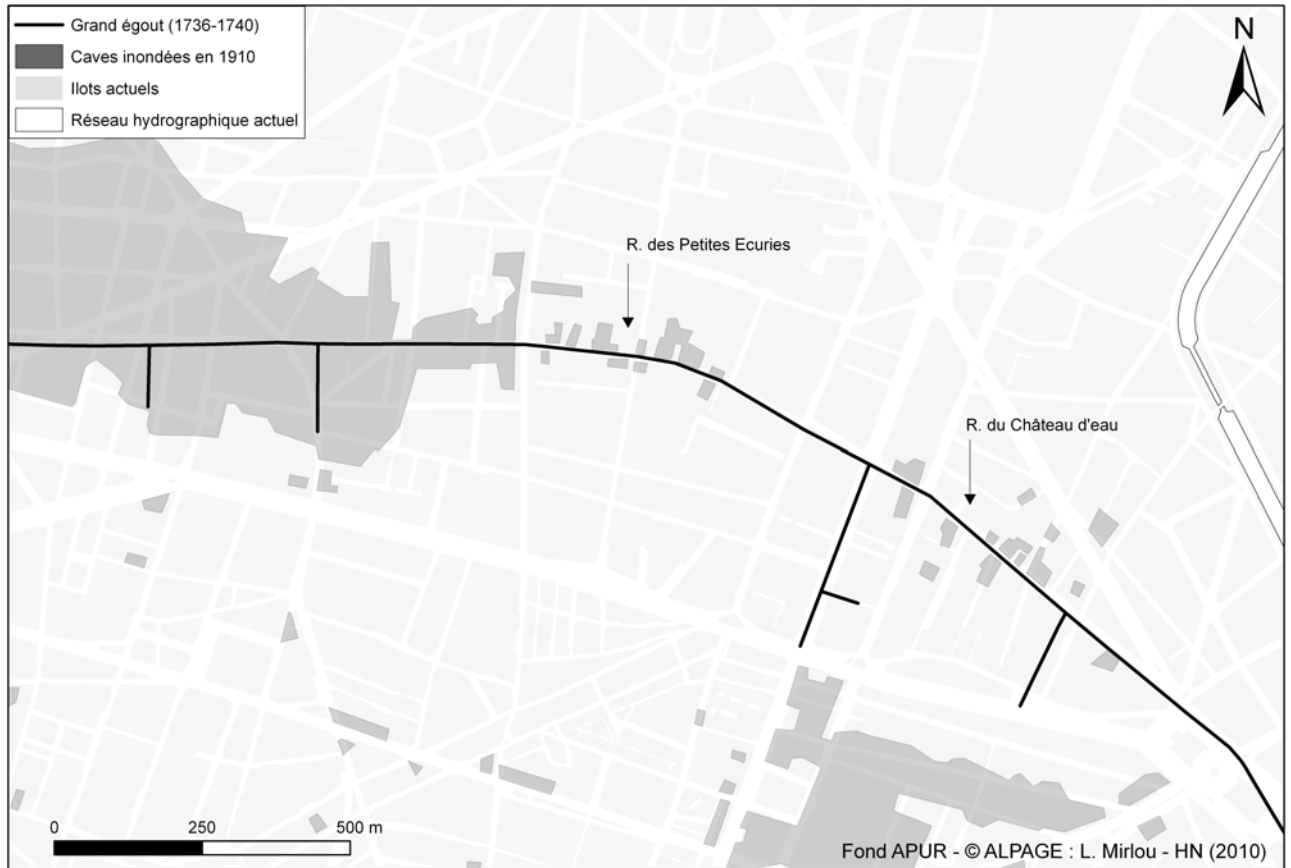 Grand égout (1736-1740)
Caves inondées en 1910
Ilots actuels
Réseau hydrographique actuel
N
R. des Petites Ecuries
R. du Château d'eau
0 250 500 m
Fond APUR - © ALPAGE : L. Mirlou - HN (2010)